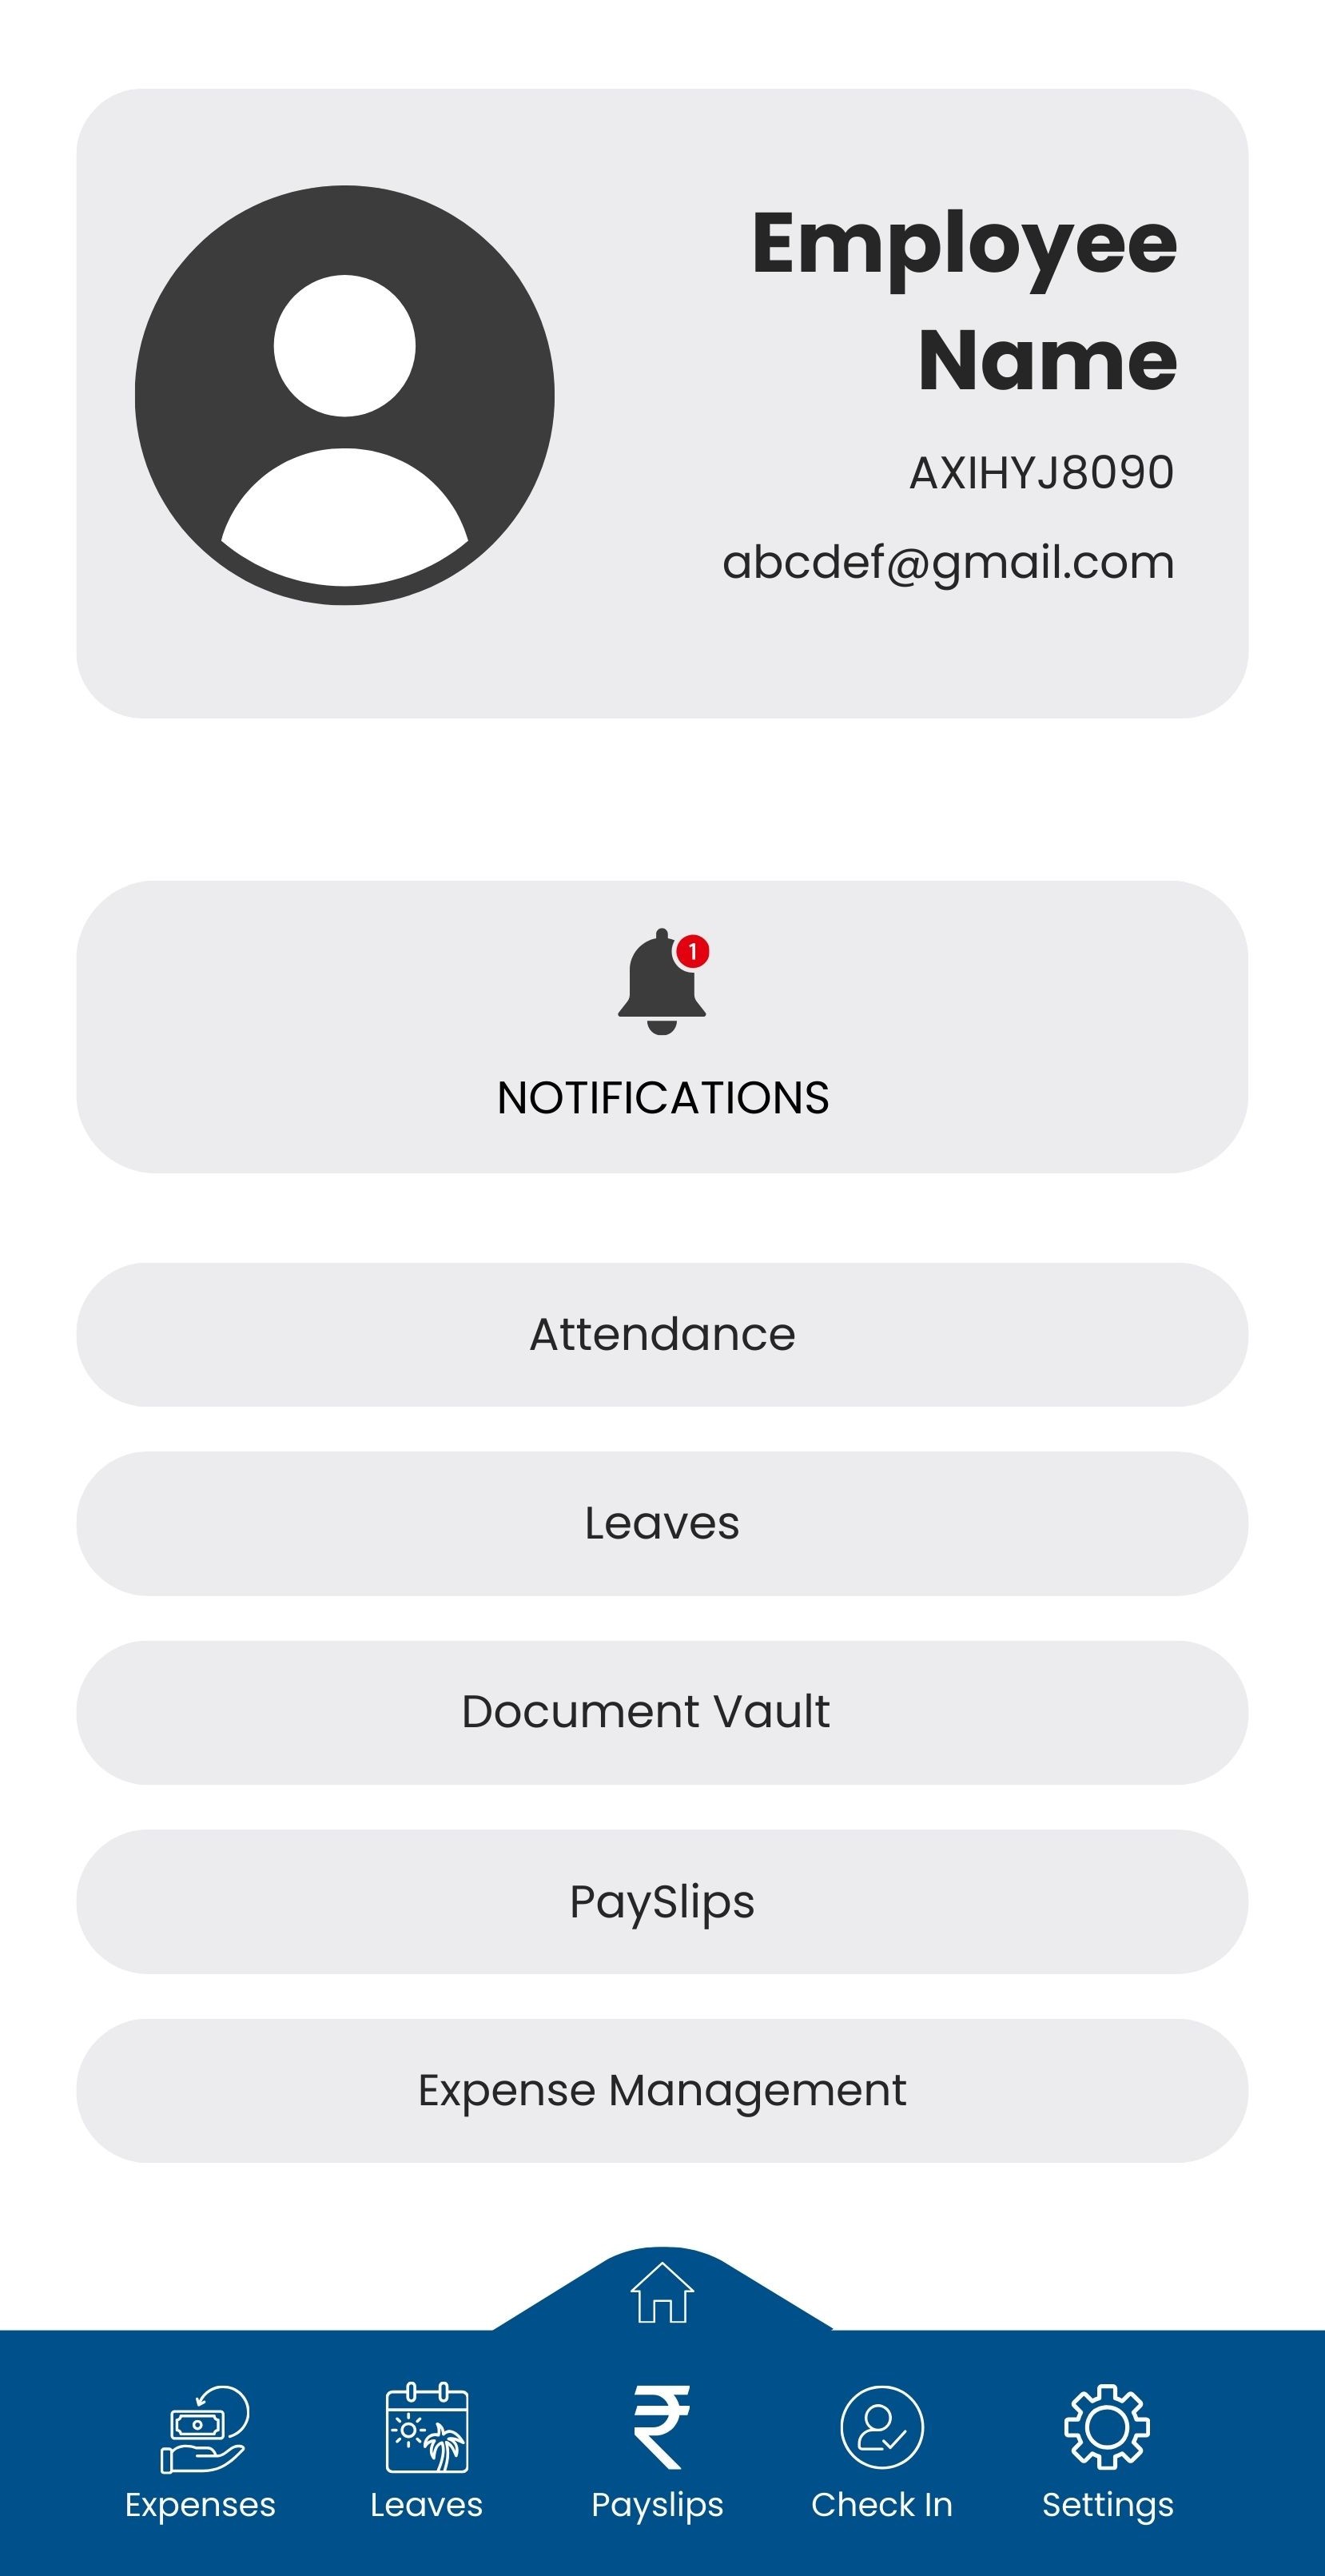 Employee
Name
AXIHYJ8090
abcdef@gmail.com
1
NOTIFICATIONS
Attendance
Leaves
Document Vault
PaySlips
Expense Management
₹
Expenses Leaves Payslips Check In Settings